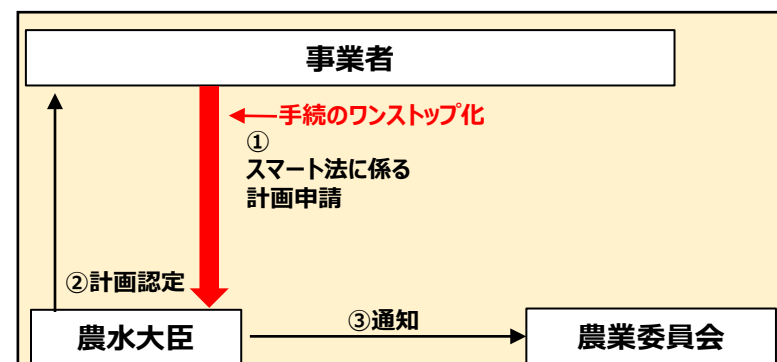 事業者
手続のワンストップ化
①
スマート法に係る
計画申請
②計画認定
③通知
農水大臣
農業委員会